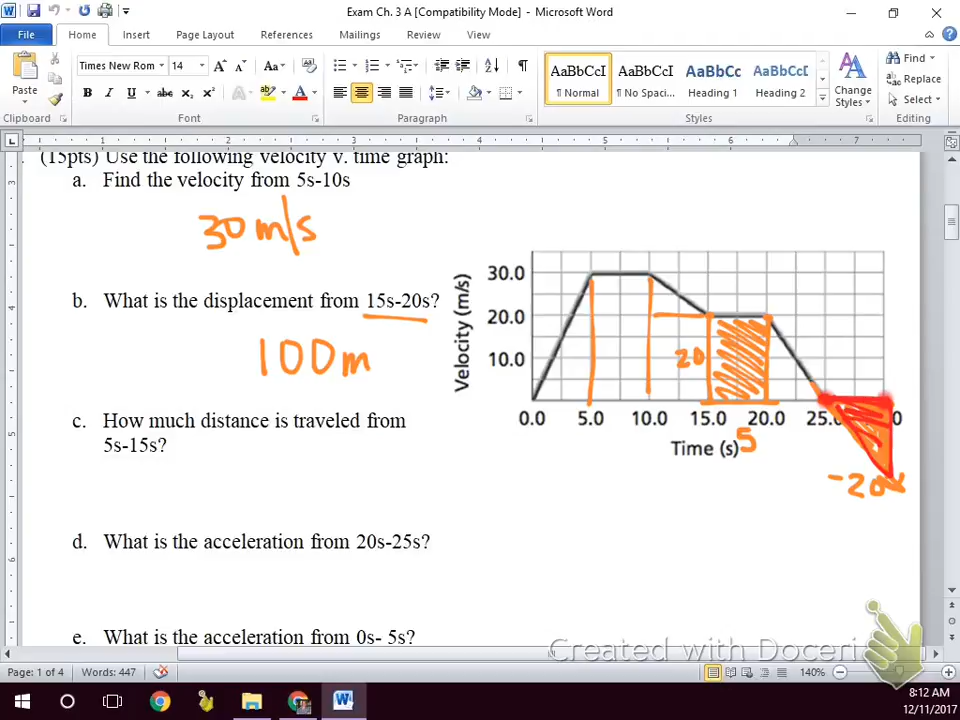 Exam Ch. 3 A [Compatibility Mode] - Microsoft Word
File Home Insert Page Layout References Mailings Review View
Paste
Times New Rom 14
AaBbCcI AaBbCcI AaBbCc AaBbCcI
¶ Normal ¶ No Spaci... Heading 1 Heading 2
Change Styles
Find
Replace
Select
Clipboard Font Paragraph Styles Editing
(15pts) Use the following velocity v. time graph:
a. Find the velocity from 5s-10s
30 m/s
b. What is the displacement from 15s-20s?
100m
c. How much distance is traveled from
5s-15s?
d. What is the acceleration from 20s-25s?
e. What is the acceleration from 0s- 5s?
Velocity (m/s)
30.0
20.0
10.0
20
0.0 5.0 10.0 15.0 20.0 25.
Time (s)
5
-20
Created with Doceri
Page: 1 of 4 Words: 447 140%
8:12 AM
12/11/2017